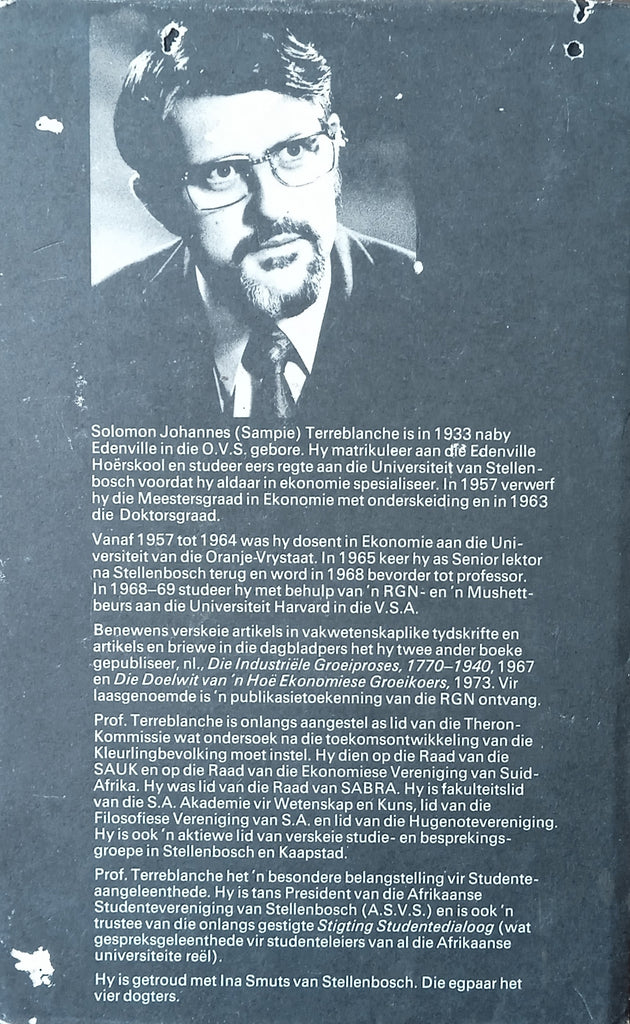 Solomon Johannes (Sampie) Terreblanche is in 1933 naby
Edenville in die O.V.S. gebore. Hy matrikuleer aan die Edenville
Hoërskool en studeer eers regte aan die Universiteit van Stellen-
bosch voordat hy aldaar in ekonomie spesialiseer. In 1957 verwerf
hy die Meestersgraad in Ekonomie met onderskeiding en in 1963
die Doktorsgraad.
Vanaf 1957 tot 1964 was hy dosent in Ekonomie aan die Uni-
versiteit van die Oranje-Vrystaat. In 1965 keer hy as Senior lektor
na Stellenbosch terug en word in 1968 bevorder tot professor.
In 1968–69 studeer hy met behulp van 'n RGN- en 'n Mushett-
beurs aan die Universiteit Harvard in die V.S.A.
Benewens verskeie artikels in vakwetenskaplike tydskrifte en
artikels en briewe in die dagbladpers het hy twee ander boeke
gepubliseer, nl., Die Industriële Groeiproses, 1770–1940, 1967
en Die Doelwit van 'n Hoë Ekonomiese Groeikoers, 1973. Vir
laasgenoemde is 'n publikasietoekenning van die RGN ontvang.
Prof. Terreblanche is onlangs aangestel as lid van die Theron-
Kommissie wat ondersoek na die toekomsontwikkeling van die
Kleurlingbevolking moet instel. Hy dien op die Raad van die
SAUK en op die Raad van die Ekonomiese Vereniging van Suid-
Afrika. Hy was lid van die Raad van SABRA. Hy is fakulteitslid
van die S.A. Akademie vir Wetenskap en Kuns, lid van die
Filosofiese Vereniging van S.A. en lid van die Hugenotevereniging.
Hy is ook 'n aktiewe lid van verskeie studie- en besprekings-
groepe in Stellenbosch en Kaapstad.
Prof. Terreblanche het 'n besondere belangstelling vir Studente-
aangeleenthede. Hy is tans President van die Afrikaanse
Studentevereniging van Stellenbosch (A.S.V.S.) en is ook 'n
trustee van die onlangs gestigte Stigting Studentedialoog (wat
gespreksgeleenthede vir studenteleiers van al die Afrikaanse
universiteite reël).
Hy is getroud met Ina Smuts van Stellenbosch. Die egpaar het
vier dogters.